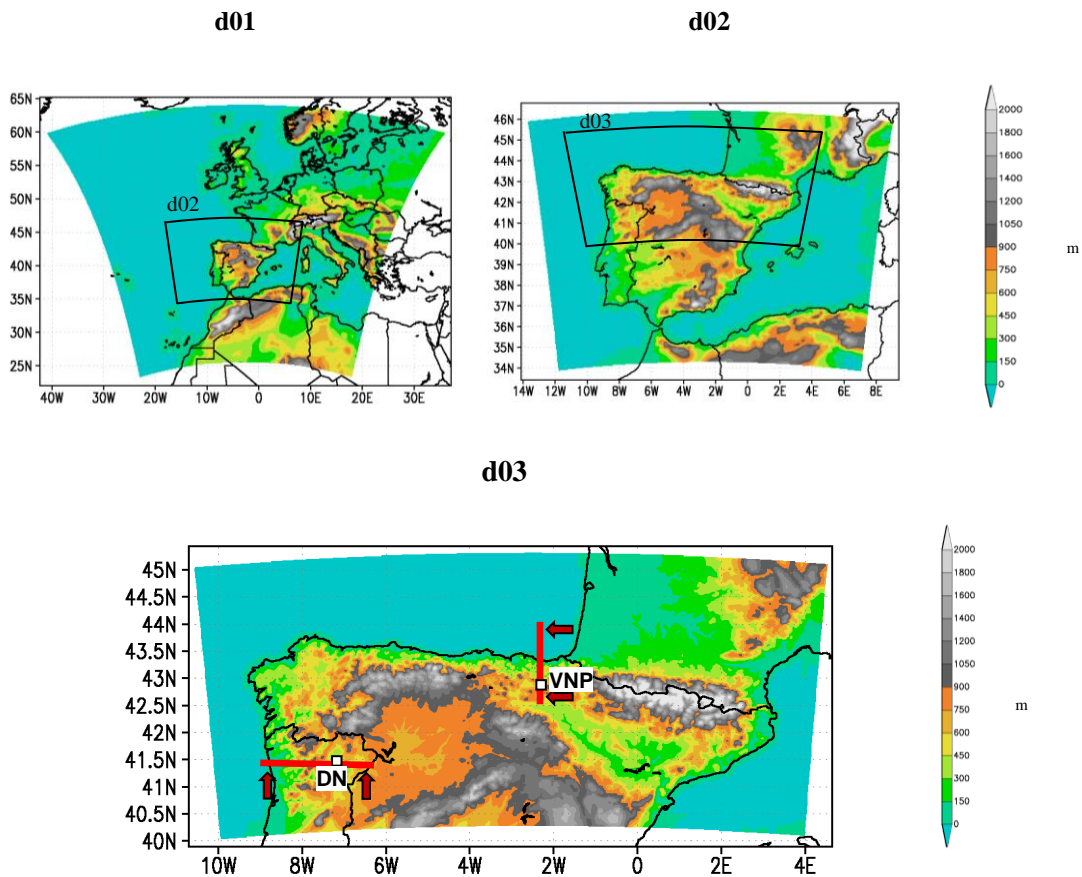 d01
d02
65N
60N
55N
50N
45N
40N
35N
30N
25N
d02
40W 30W 20W 10W 0 10E 20E 30E
46N
45N
44N
43N
42N
41N
40N
39N
38N
37N
36N
35N
34N
d03
14W 12W 10W 8W 6W 4W 2W 0 2E 4E 6E 8E
2000
1800
1600
1400
1200
1050
900
750
600
450
300
150
0
m
d03
45N
44.5N
44N
43.5N
43N
42.5N
42N
41.5N
41N
40.5N
40N
VNP
DN
10W 8W 6W 4W 2W 0 2E 4E
2000
1800
1600
1400
1200
1050
900
750
600
450
300
150
0
m